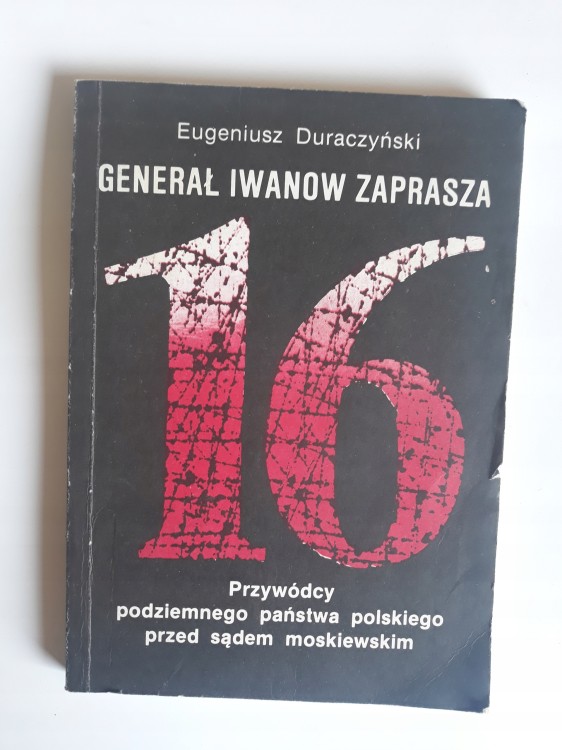 Eugeniusz Duraczyński
GENERAŁ IWANOW ZAPRASZA
16
Przywódcy
podziemnego państwa polskiego
przed sądem moskiewskim